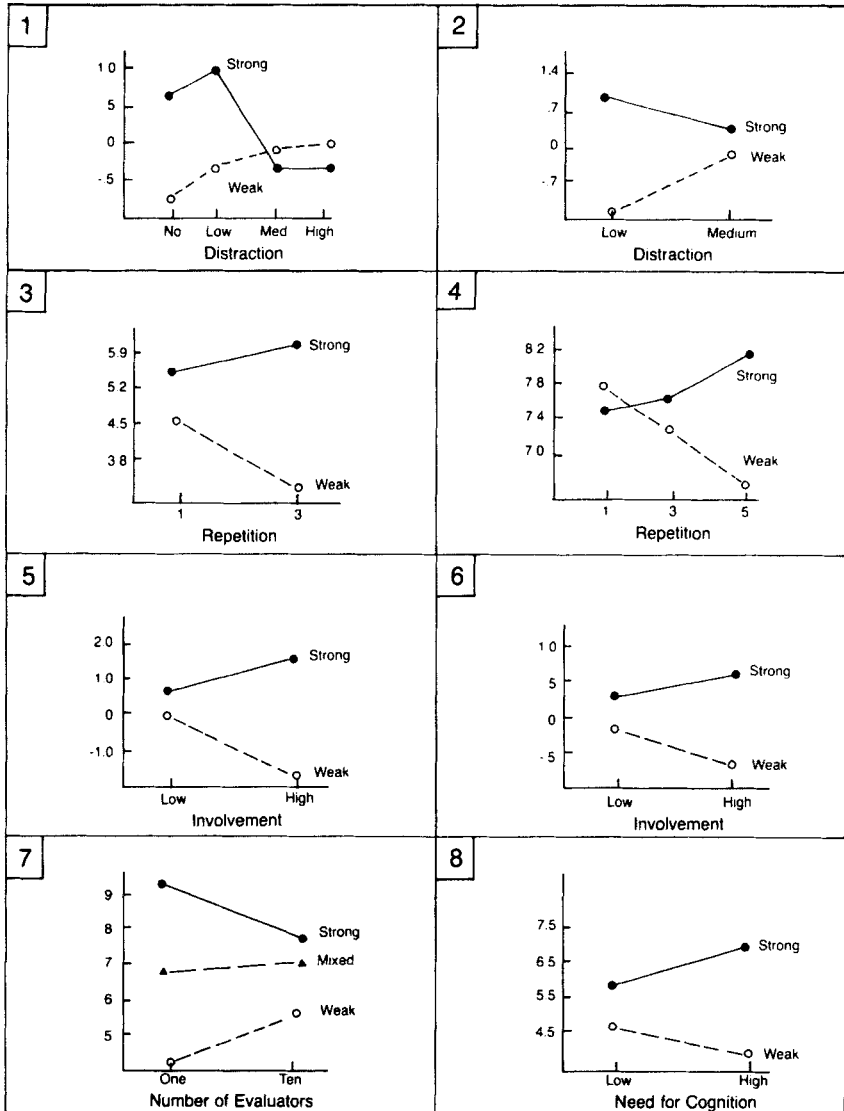 1
10
Strong
5
0
-.5
Weak
No Low Med High
Distraction
2
1.4
.7
Strong
0
Weak
-.7
Low Medium
Distraction
3
5.9
Strong
5.2
4.5
3.8
Weak
1 3
Repetition
4
8.2
7.8
Strong
7.4
7.0
Weak
1 3 5
Repetition
5
2.0
Strong
1.0
0
-1.0
Weak
Low High
Involvement
6
1.0
.5
Strong
0
-.5
Weak
Low High
Involvement
7
9
8
Strong
7
Mixed
6
Weak
5
One Ten
Number of Evaluators
8
7.5
Strong
6.5
5.5
4.5
Weak
Low High
Need for Cognition